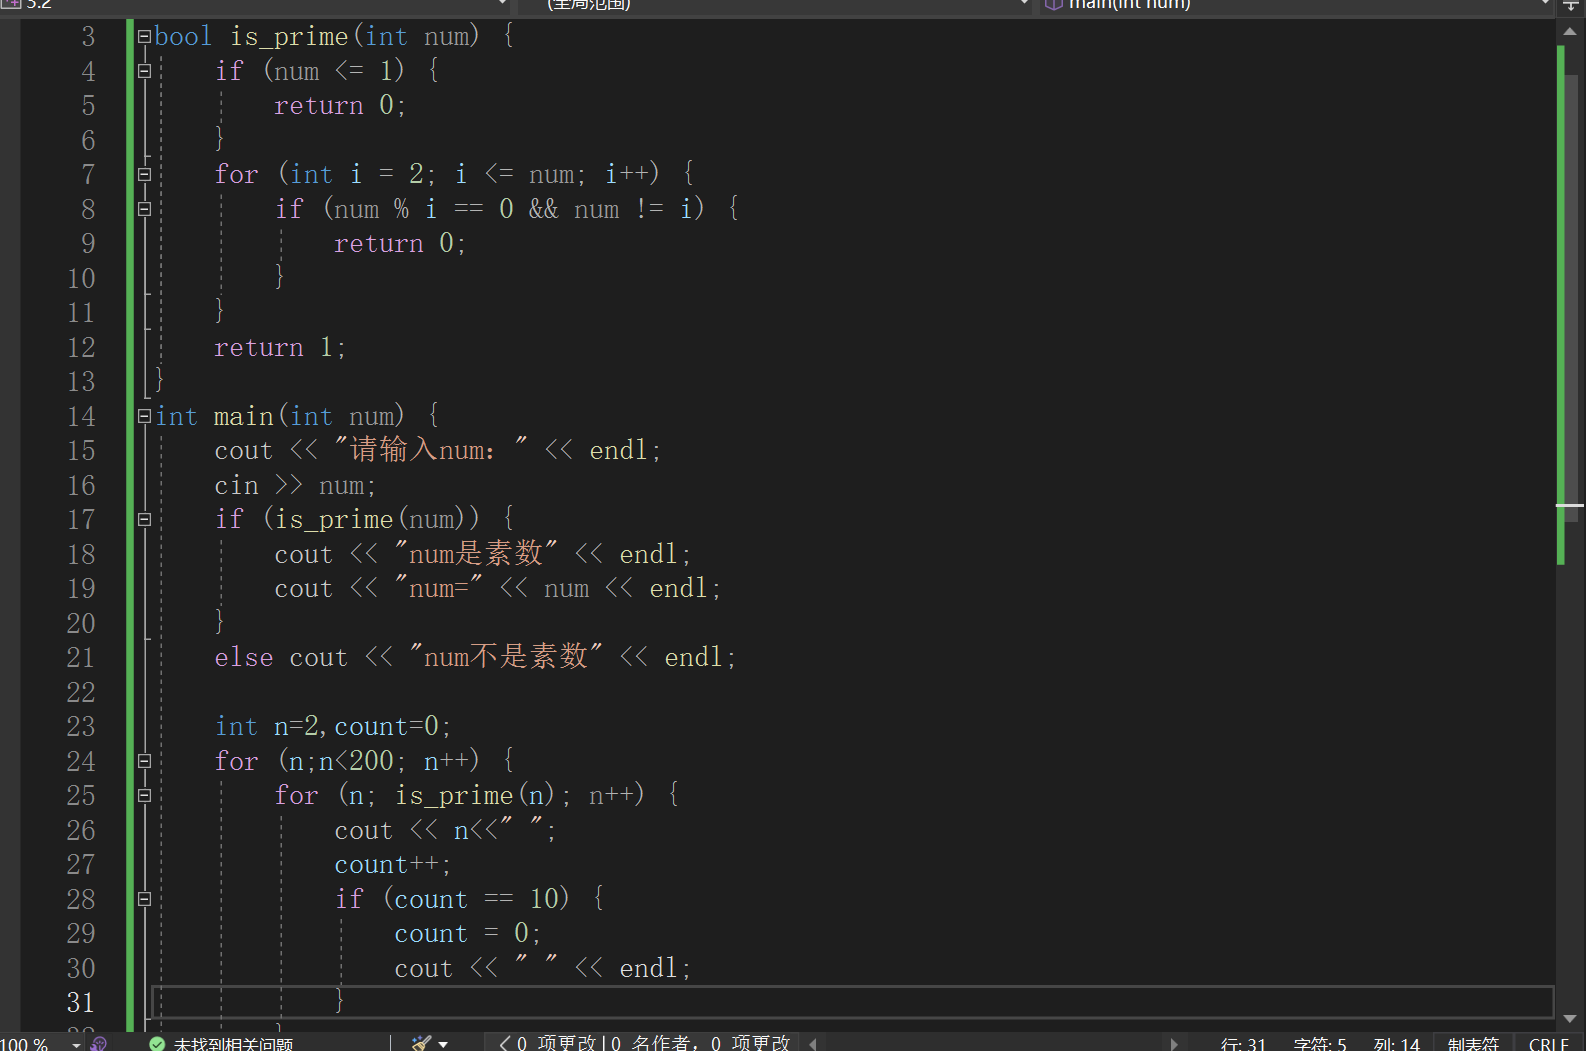 5.2 (全局范围) main(int num)
3 bool is_prime(int num) {
4 if (num <= 1) {
5 return 0;
6 }
7 for (int i = 2; i <= num; i++) {
8 if (num % i == 0 && num != i) {
9 return 0;
10 }
11 }
12 return 1;
13 }
14 int main(int num) {
15 cout << "请输入num：" << endl;
16 cin >> num;
17 if (is_prime(num)) {
18 cout << "num是素数" << endl;
19 cout << "num=" << num << endl;
20 }
21 else cout << "num不是素数" << endl;
22
23 int n=2,count=0;
24 for (n;n<200; n++) {
25 for (n; is_prime(n); n++) {
26 cout << n<<" ";
27 count++;
28 if (count == 10) {
29 count = 0;
30 cout << " " << endl;
31 }
100 % 未找到相关问题 0 项更改 | 0 名作者，0 项更改 行: 31 字符: 5 列: 14 制表符 CRLF